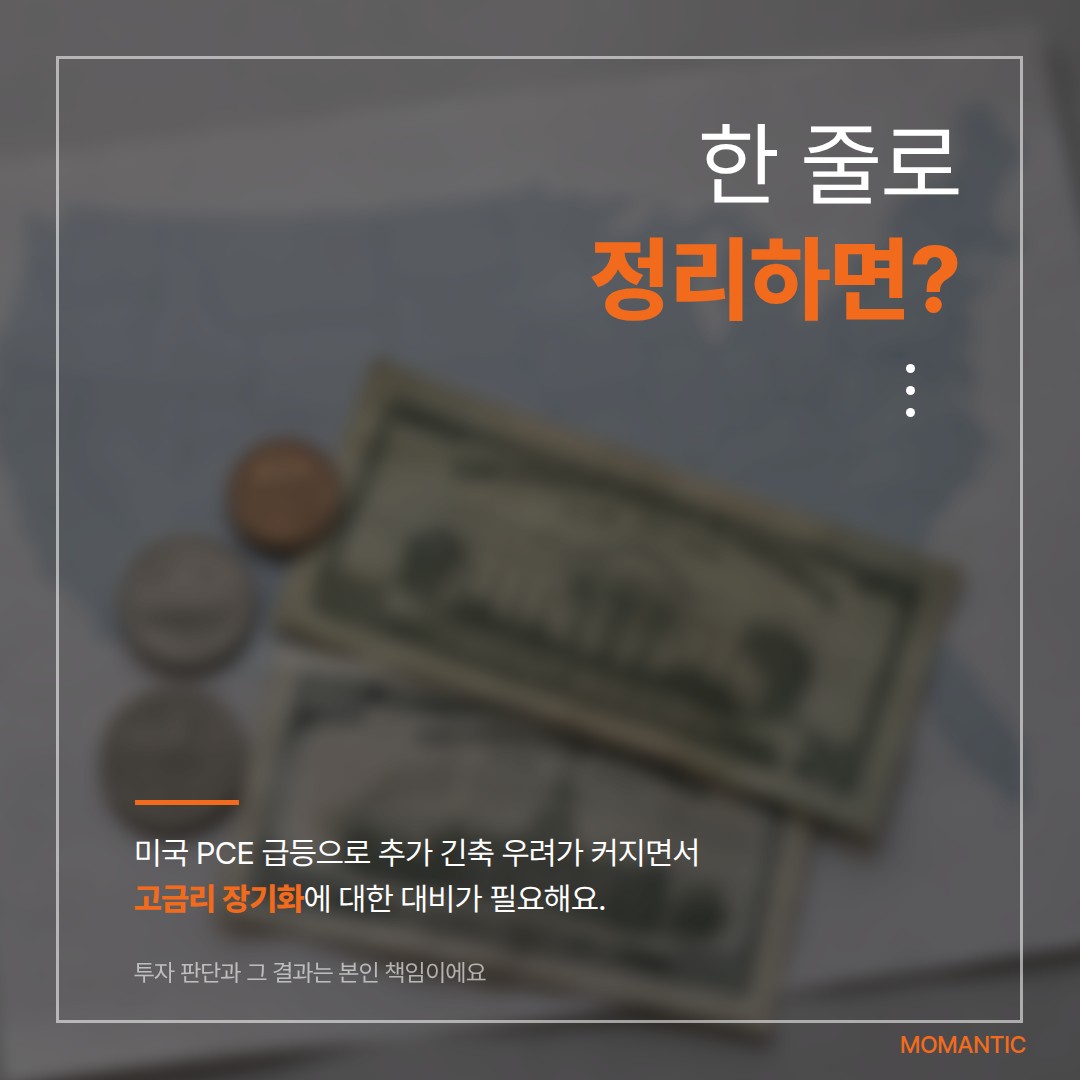 한 줄로
정리하면?
미국 PCE 급등으로 추가 긴축 우려가 커지면서
고금리 장기화에 대한 대비가 필요해요.
투자 판단과 그 결과는 본인 책임이에요
MOMANTIC